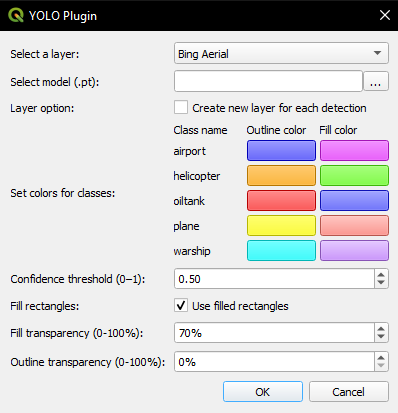 YOLO Plugin
Select a layer: Bing Aerial
Select model (.pt): ...
Layer option: Create new layer for each detection
Class name Outline color Fill color
airport
helicopter
Set colors for classes: oiltank
plane
warship
Confidence threshold (0–1): 0.50
Fill rectangles: Use filled rectangles
Fill transparency (0-100%): 70%
Outline transparency (0-100%): 0%
OK Cancel